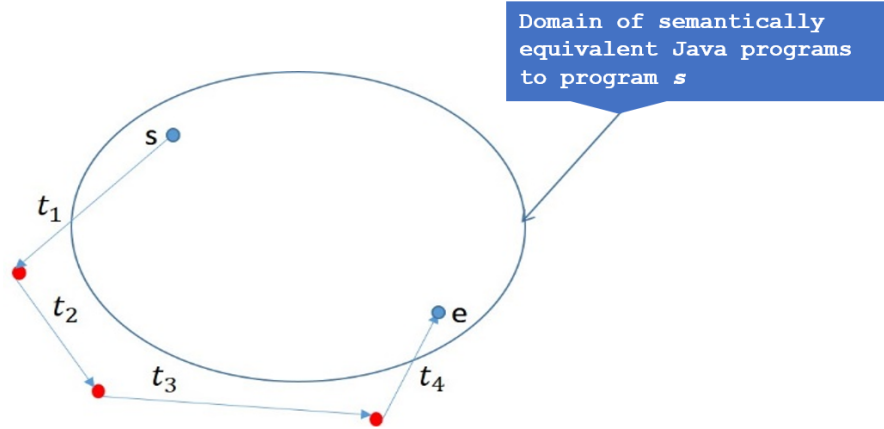 Domain of semantically
equivalent Java programs
to program s
s
t₁
t₂
e
t₃
t₄